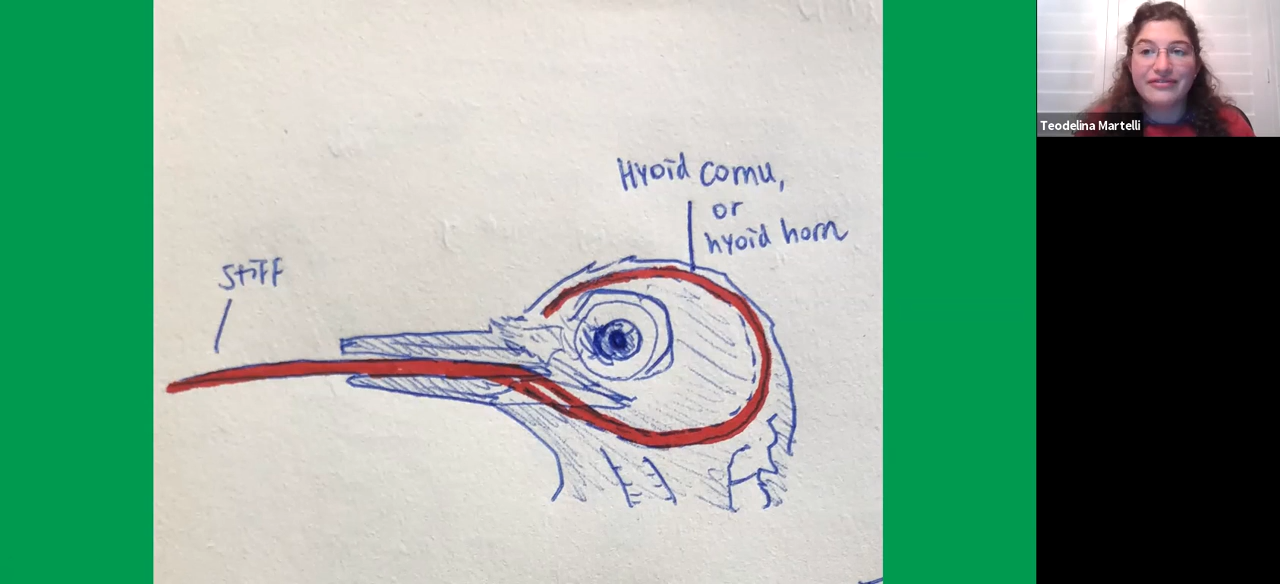 Teodelina Martelli
Hyoid cornu,
or
hyoid horn
stiff